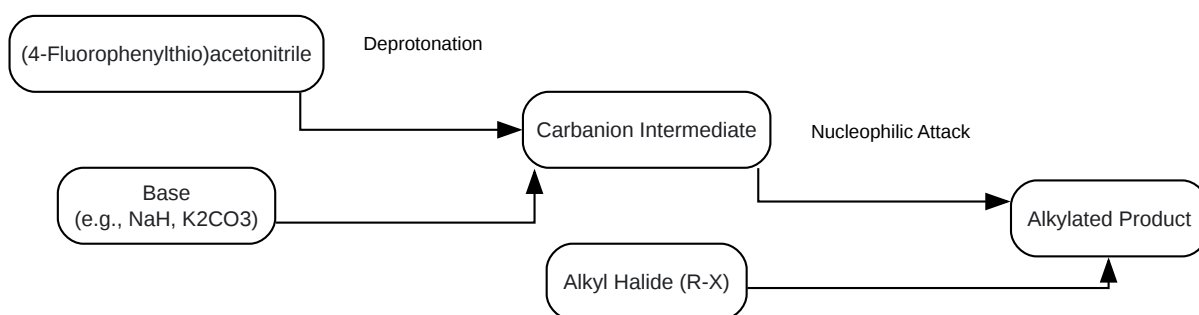 (4-Fluorophenylthio)acetonitrile
Deprotonation
Carbanion Intermediate
Nucleophilic Attack
Base
(e.g., NaH, K2CO3)
Alkylated Product
Alkyl Halide (R-X)